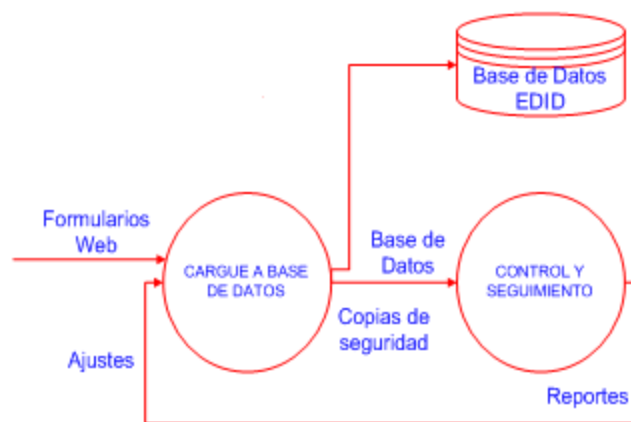 Base de Datos
EDID
Formularios
Web
CARGUE A BASE
DE DATOS
Base de
Datos
CONTROL Y
SEGUIMIENTO
Copias de
seguridad
Ajustes
Reportes